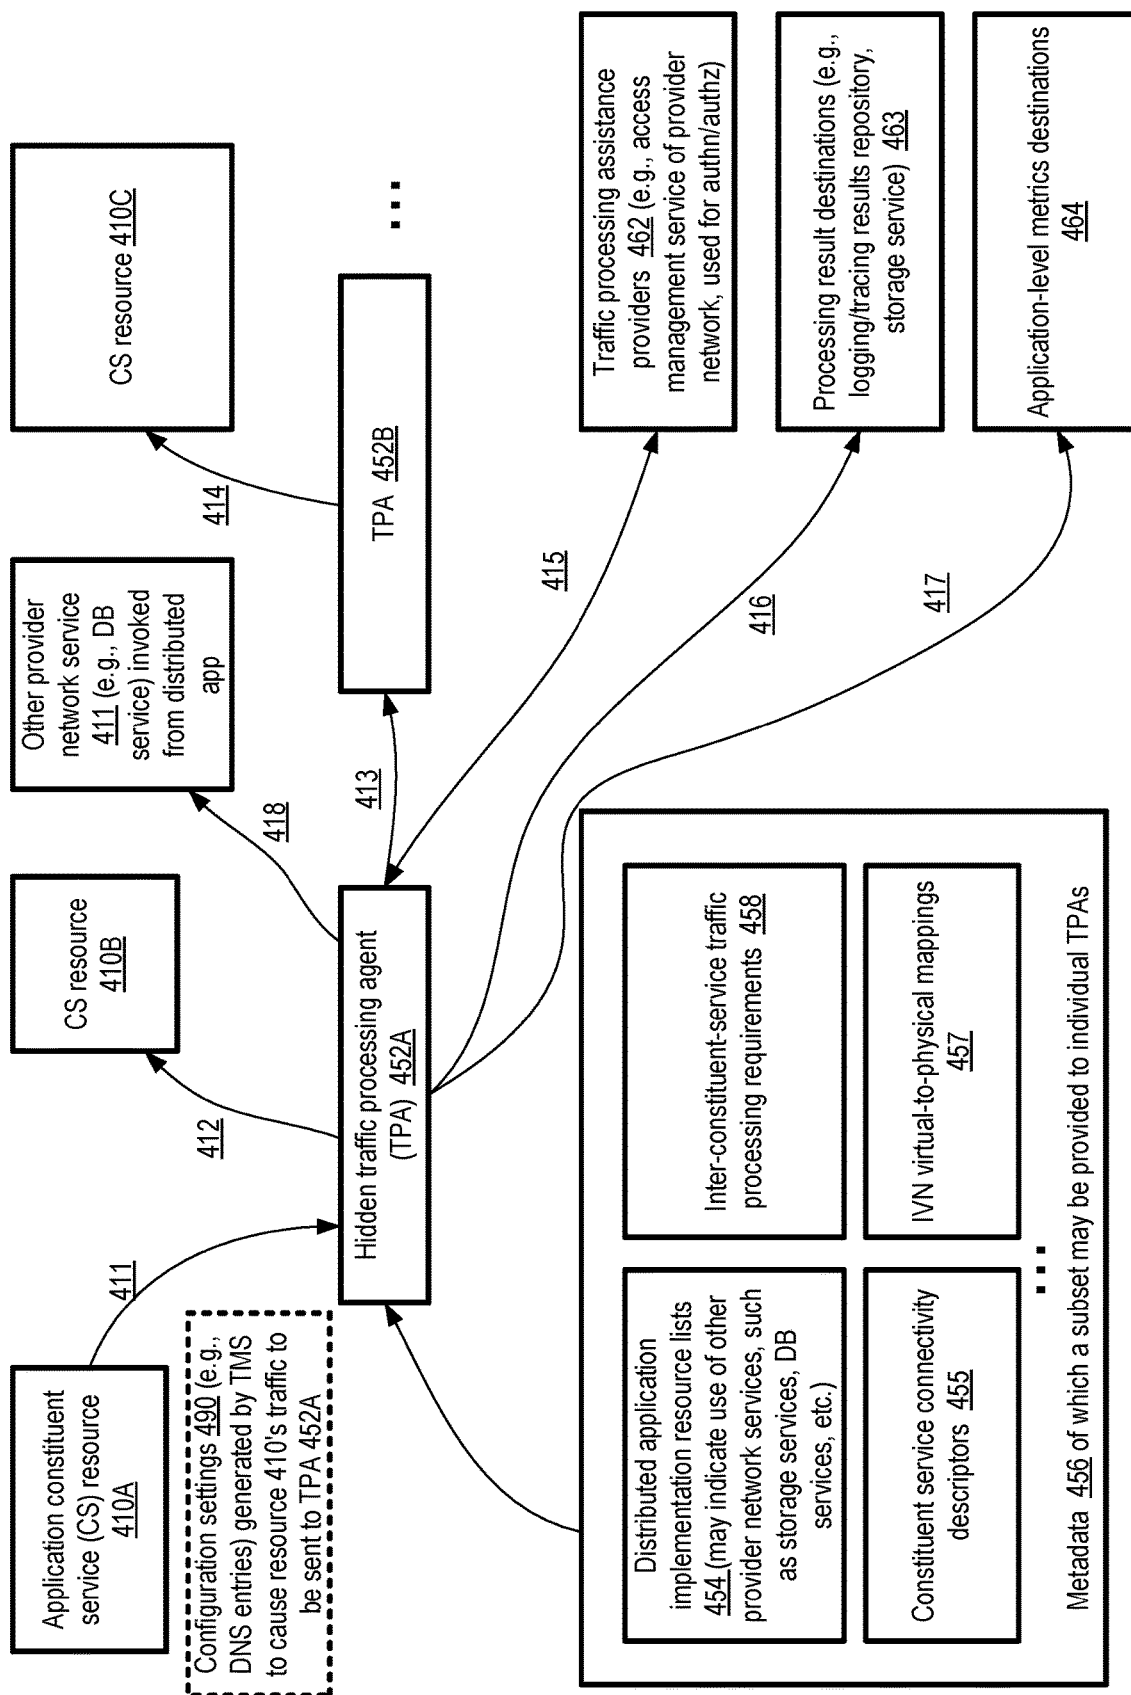 Application constituent
service (CS) resource
410A
411
Configuration settings 490 (e.g.,
DNS entries) generated by TMS
to cause resource 410's traffic to
be sent to TPA 452A
CS resource
410B
412
Other provider
network service
411 (e.g., DB
service) invoked
from distributed
app
418
CS resource 410C
414
Hidden traffic processing agent
(TPA) 452A
413
TPA 452B
...
415
416
417
Traffic processing assistance
providers 462 (e.g., access
management service of provider
network, used for authn/authz)
Processing result destinations (e.g.,
logging/tracing results repository,
storage service) 463
Application-level metrics destinations
464
Distributed application
implementation resource lists
454 (may indicate use of other
provider network services, such
as storage services, DB
services, etc.)
Inter-constituent-service traffic
processing requirements 458
Constituent service connectivity
descriptors 455
IVN virtual-to-physical mappings
457
...
Metadata 456 of which a subset may be provided to individual TPAs